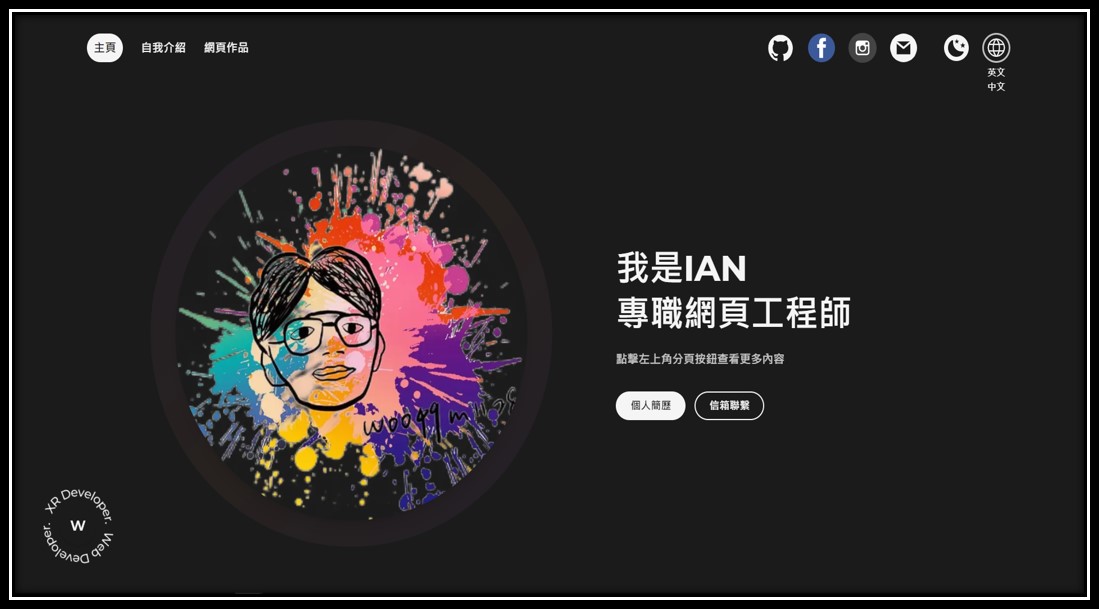 主頁 自我介紹 網頁作品
英文
中文
我是IAN
專職網頁工程師
點擊左上角分頁按鈕查看更多內容
個人簡歷 信箱聯繫
XR Developer. Web Developer.
W